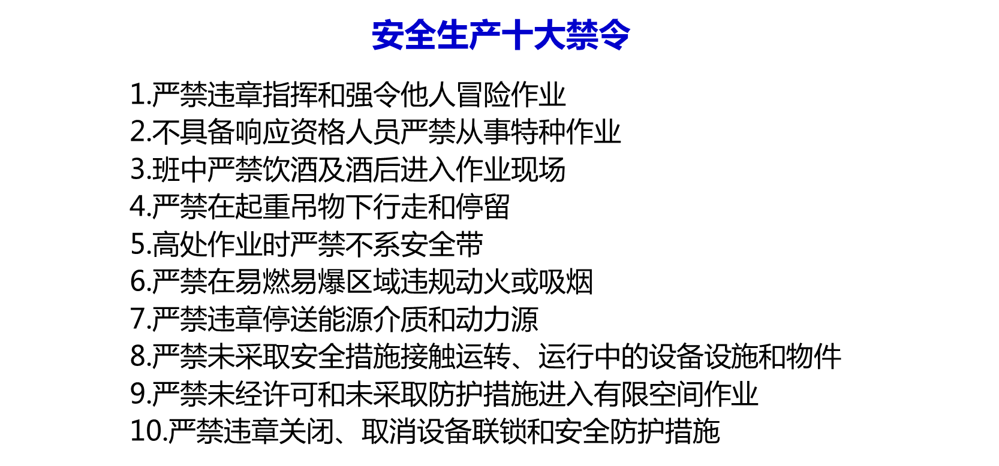 安全生产十大禁令
1.严禁违章指挥和强令他人冒险作业
2.不具备响应资格人员严禁从事特种作业
3.班中严禁饮酒及酒后进入作业现场
4.严禁在起重吊物下行走和停留
5.高处作业时严禁不系安全带
6.严禁在易燃易爆区域违规动火或吸烟
7.严禁违章停送能源介质和动力源
8.严禁未采取安全措施接触运转、运行中的设备设施和物件
9.严禁未经许可和未采取防护措施进入有限空间作业
10.严禁违章关闭、取消设备联锁和安全防护措施